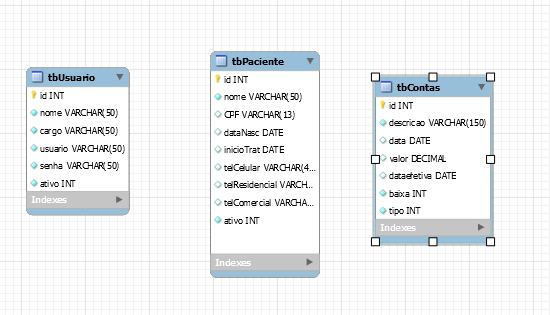 tbUsuario
id INT
nome VARCHAR(50)
cargo VARCHAR(50)
usuario VARCHAR(50)
senha VARCHAR(50)
ativo INT
Indexes
tbPaciente
id INT
nome VARCHAR(50)
CPF VARCHAR(13)
dataNasc DATE
inicioTrat DATE
telCelular VARCHAR(4...
telResidencial VARCH...
telComercial VARCHA...
ativo INT
Indexes
tbContas
id INT
descricao VARCHAR(150)
data DATE
valor DECIMAL
dataefetiva DATE
baixa INT
tipo INT
Indexes